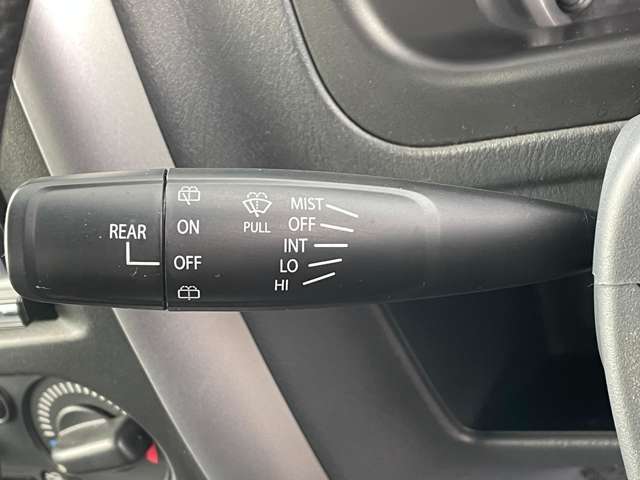 REAR
ON
OFF
PULL
MIST
OFF
INT
LO
HI